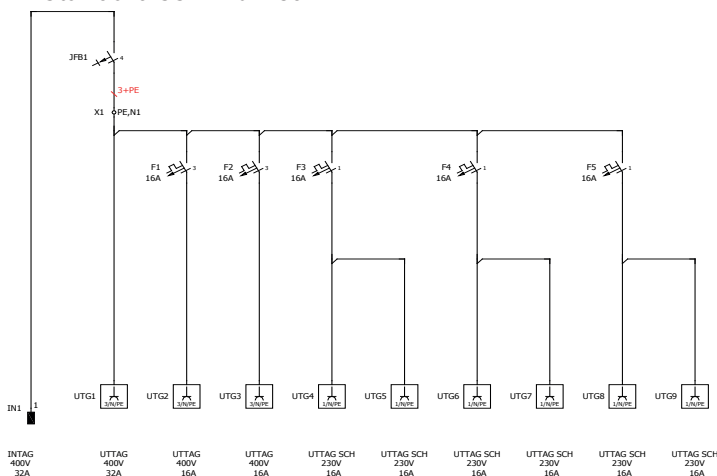 JFB1
4
3+PE
X1
PE,N1
F1 F2 F3 F4 F5
3 3 1 1 1
16A 16A 16A 16A 16A
UTG1 UTG2 UTG3 UTG4 UTG5 UTG6 UTG7 UTG8 UTG9
3/N/PE 3/N/PE 3/N/PE 1/N/PE 1/N/PE 1/N/PE 1/N/PE 1/N/PE 1/N/PE
IN1 1
INTAG UTTAG UTTAG UTTAG UTTAG SCH UTTAG SCH UTTAG SCH UTTAG SCH UTTAG SCH UTTAG SCH
400V 400V 400V 400V 230V 230V 230V 230V 230V 230V
32A 32A 16A 16A 16A 16A 16A 16A 16A 16A